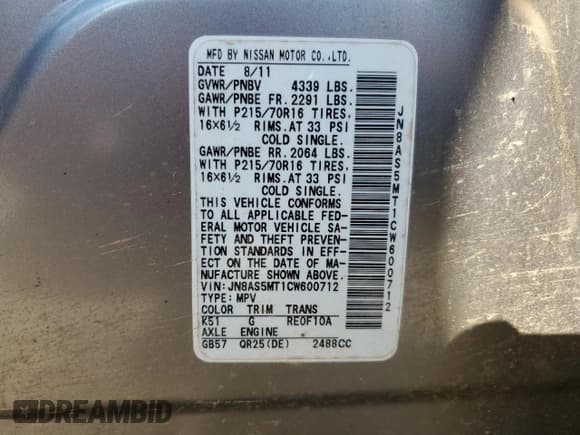 MFD BY NISSAN MOTOR CO.,LTD.
DATE 8/11
GVWR/PNBV 4339 LBS.
GAWR/PNBE FR. 2291 LBS.
WITH P215/70R16 TIRES,
16×6½ RIMS.AT 33 PSI
COLD SINGLE.
GAWR/PNBE RR. 2064 LBS.
WITH P215/70R16 TIRES,
16×6½ RIMS.AT 33 PSI
COLD SINGLE.
THIS VEHICLE CONFORMS
TO ALL APPLICABLE FED-
ERAL MOTOR VEHICLE SA-
FETY AND THEFT PREVEN-
TION STANDARDS IN EFF-
ECT ON THE DATE OF MA-
NUFACTURE SHOWN ABOVE.
VIN:JN8AS5MT1CW600712
TYPE:MPV
COLOR TRIM TRANS
K51 G RE0F10A
AXLE ENGINE
GB57 QR25(DE) 2488CC
JN8AS5MT1CW600712
DREAMBID